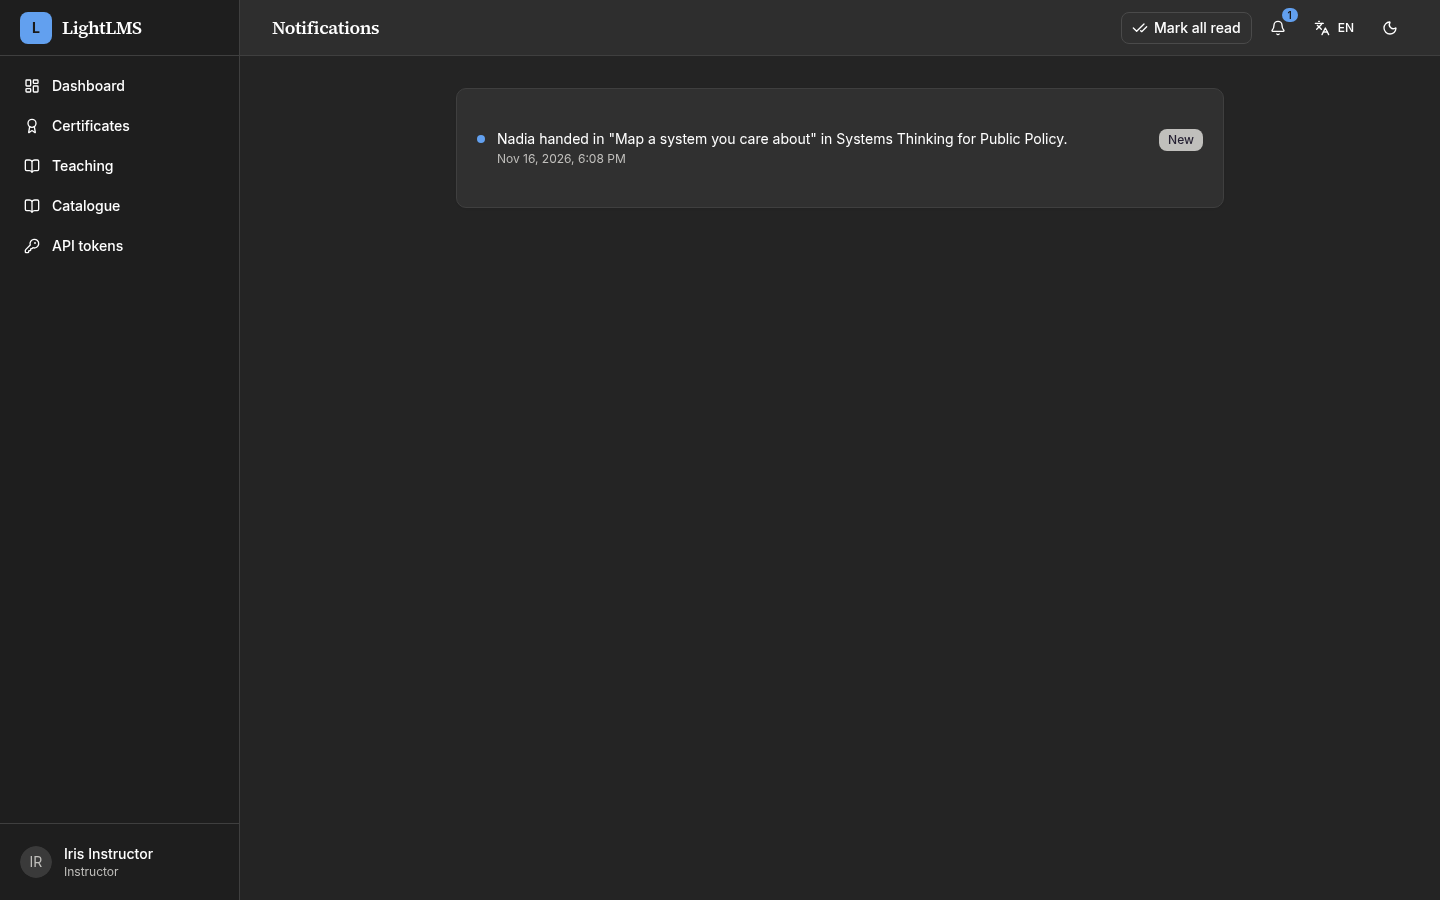 L LightLMS
Notifications
Mark all read
1
EN
Dashboard
Certificates
Teaching
Catalogue
API tokens
Nadia handed in "Map a system you care about" in Systems Thinking for Public Policy.
New
Nov 16, 2026, 6:08 PM
IR
Iris Instructor
Instructor